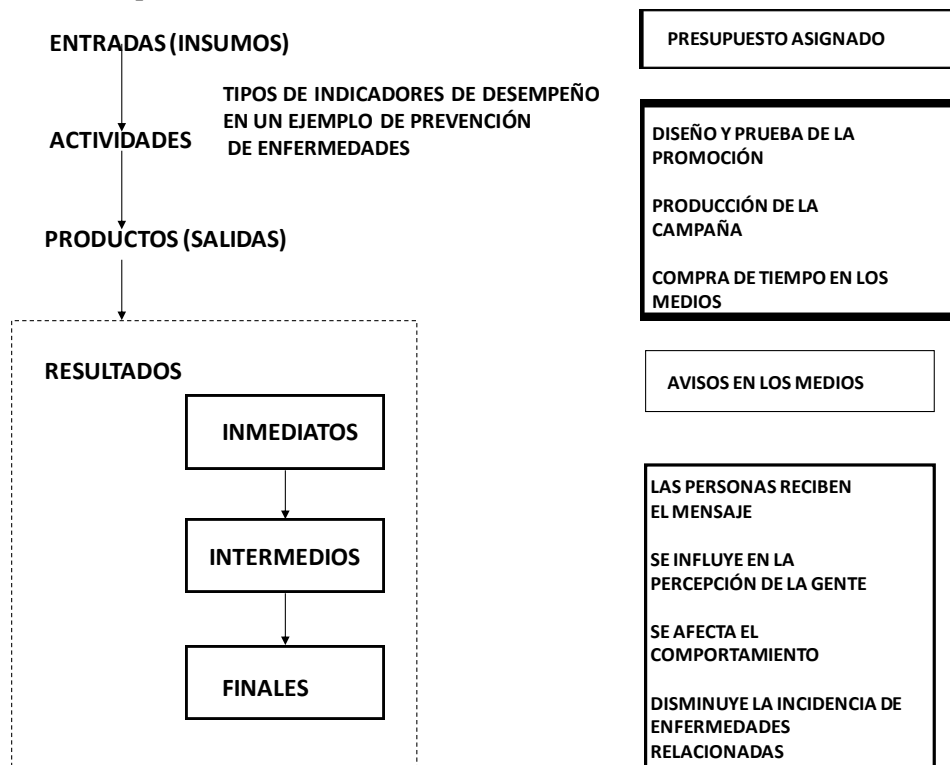 ENTRADAS (INSUMOS)
TIPOS DE INDICADORES DE DESEMPEÑO
EN UN EJEMPLO DE PREVENCIÓN
DE ENFERMEDADES
ACTIVIDADES
PRODUCTOS (SALIDAS)
RESULTADOS
INMEDIATOS
INTERMEDIOS
FINALES
PRESUPUESTO ASIGNADO
DISEÑO Y PRUEBA DE LA
PROMOCIÓN
PRODUCCIÓN DE LA
CAMPAÑA
COMPRA DE TIEMPO EN LOS
MEDIOS
AVISOS EN LOS MEDIOS
LAS PERSONAS RECIBEN
EL MENSAJE
SE INFLUYE EN LA
PERCEPCIÓN DE LA GENTE
SE AFECTA EL
COMPORTAMIENTO
DISMINUYE LA INCIDENCIA DE
ENFERMEDADES
RELACIONADAS